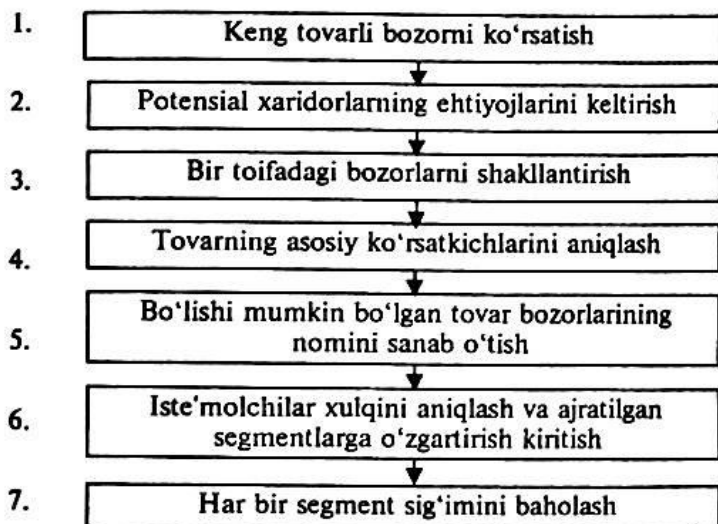 1. Keng tovarli bozorni ko‘rsatish
2. Potensial xaridorlarning ehtiyojlarini keltirish
3. Bir toifadagi bozorlarni shakllantirish
4. Tovarning asosiy ko‘rsatkichlarini aniqlash
5. Bo‘lishi mumkin bo‘lgan tovar bozorlarining
nomini sanab o‘tish
6. Iste'molchilar xulqini aniqlash va ajratilgan
segmentlarga o‘zgartirish kiritish
7. Har bir segment sig‘imini baholash